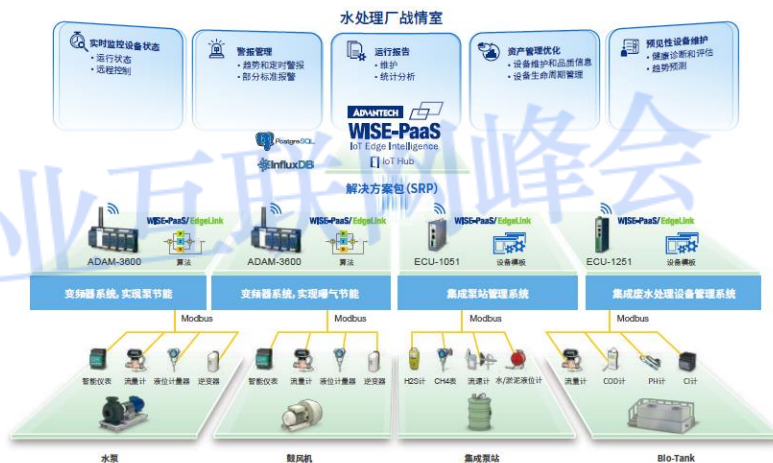 水处理厂战情室
实时监控设备状态
• 运行状态
• 远程控制
警报管理
• 趋势和定时警报
• 部分标准报警
运行报告
• 维护
• 统计分析
资产管理优化
• 设备维护和品质信息
• 设备生命周期管理
预见性设备维护
• 健康诊断和评估
• 趋势预测
ADVANTECH
WISE-PaaS
IoT Edge Intelligence
IoT Hub
PostgreSQL
InfluxDB
解决方案包(SRP)
业互联网峰会
WISE-PaaS/EdgeLink
ADAM-3600
算法
WISE-PaaS/EdgeLink
ADAM-3600
算法
WISE-PaaS/EdgeLink
ECU-1051
设备模板
WISE-PaaS/EdgeLink
ECU-1251
设备模板
变频器系统,实现泵节能
变频器系统,实现曝气节能
集成泵站管理系统
集成废水处理设备管理系统
Modbus
Modbus
Modbus
Modbus
智能仪表 流量计 液位计量器 逆变器
智能仪表 流量计 液位计量器 逆变器
H2S计 CH4表 流速计 水/淤泥液位计
流量计 COD计 PH计 Cl计
水泵
鼓风机
集成泵站
Bio-Tank